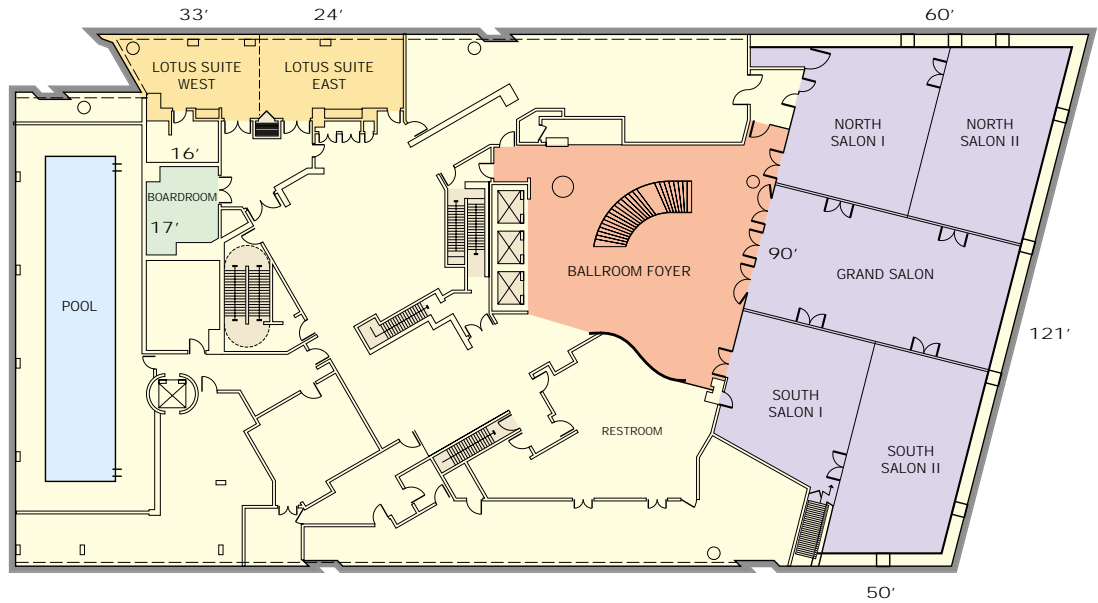 33′
24′
60′
LOTUS SUITE
WEST
LOTUS SUITE
EAST
NORTH
SALON I
NORTH
SALON II
16′
BOARDROOM
17′
90′
BALLROOM FOYER
GRAND SALON
POOL
121′
SOUTH
SALON I
RESTROOM
SOUTH
SALON II
50′